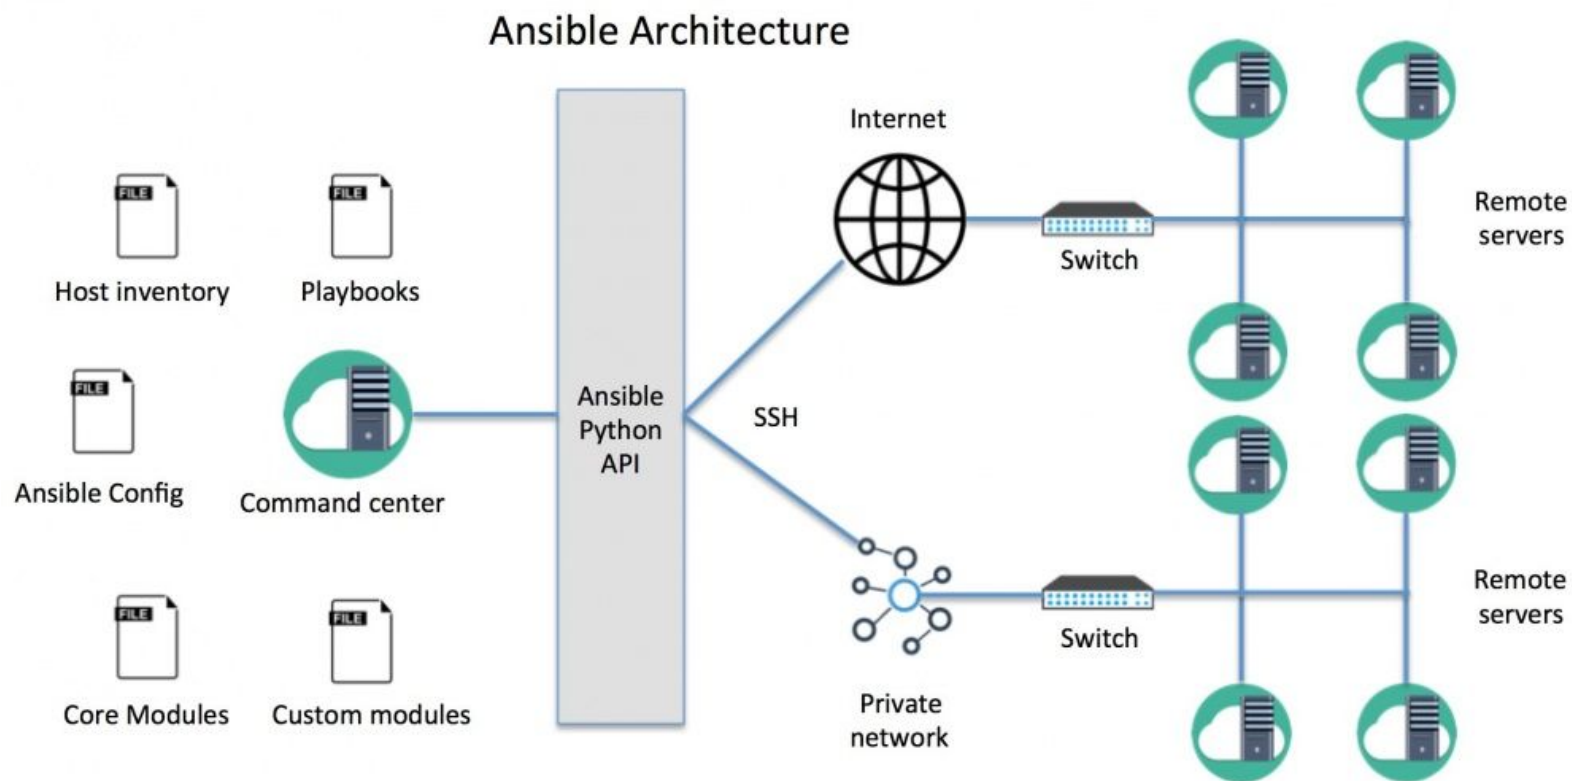 Ansible Architecture
FILE
Host inventory
FILE
Playbooks
FILE
Ansible Config
Command center
FILE
Core Modules
FILE
Custom modules
Ansible
Python
API
SSH
Internet
Switch
Remote
servers
Private
network
Switch
Remote
servers